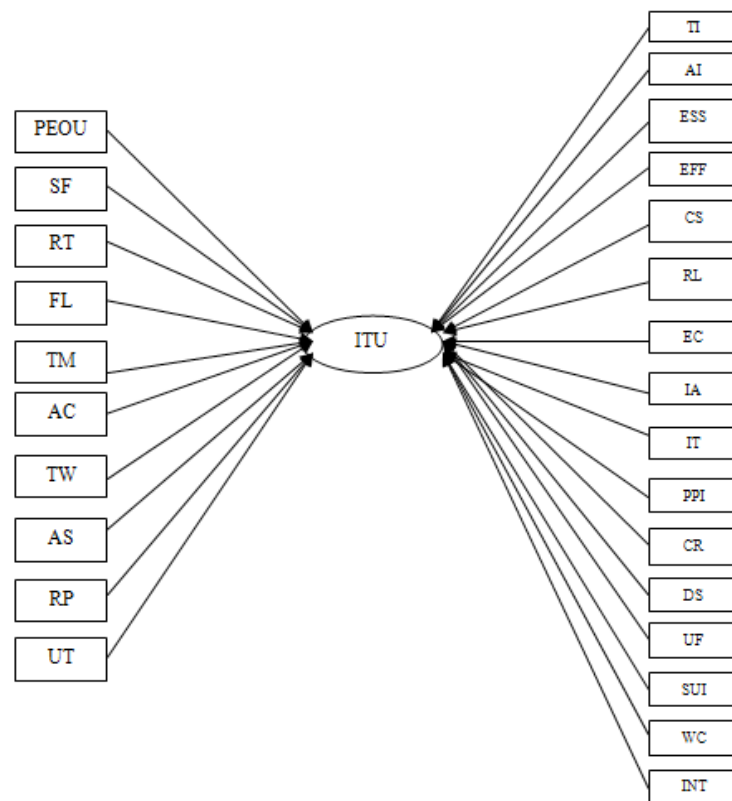 PEOU
SF
RT
FL
TM
AC
TW
AS
RP
UT
ITU
TI
AI
ESS
EFF
CS
RL
EC
IA
IT
PPI
CR
DS
UF
SUI
WC
INT